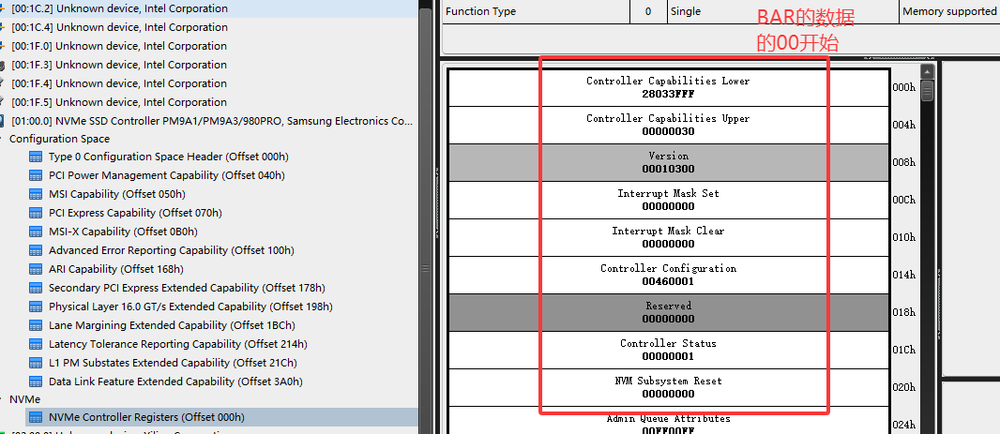 [00:1C.2] Unknown device, Intel Corporation
[00:1C.4] Unknown device, Intel Corporation
[00:1F.0] Unknown device, Intel Corporation
[00:1F.3] Unknown device, Intel Corporation
[00:1F.4] Unknown device, Intel Corporation
[00:1F.5] Unknown device, Intel Corporation
[01:00.0] NVMe SSD Controller PM9A1/PM9A3/980PRO, Samsung Electronics Co...
Configuration Space
Type 0 Configuration Space Header (Offset 000h)
PCI Power Management Capability (Offset 040h)
MSI Capability (Offset 050h)
PCI Express Capability (Offset 070h)
MSI-X Capability (Offset 0B0h)
Advanced Error Reporting Capability (Offset 100h)
ARI Capability (Offset 168h)
Secondary PCI Express Extended Capability (Offset 178h)
Physical Layer 16.0 GT/s Extended Capability (Offset 198h)
Lane Margining Extended Capability (Offset 1BCh)
Latency Tolerance Reporting Capability (Offset 214h)
L1 PM Substates Extended Capability (Offset 21Ch)
Data Link Feature Extended Capability (Offset 3A0h)
NVMe
NVMe Controller Registers (Offset 000h)
Function Type 0 Single Memory supported
BAR的数据
的00开始
Controller Capabilities Lower
28033FFF
000h
Controller Capabilities Upper
00000030
004h
Version
00010300
008h
Interrupt Mask Set
00000000
00Ch
Interrupt Mask Clear
00000000
010h
Controller Configuration
00460001
014h
Reserved
00000000
018h
Controller Status
00000001
01Ch
NVM Subsystem Reset
00000000
020h
Admin Queue Attributes
00FF00FF
024h